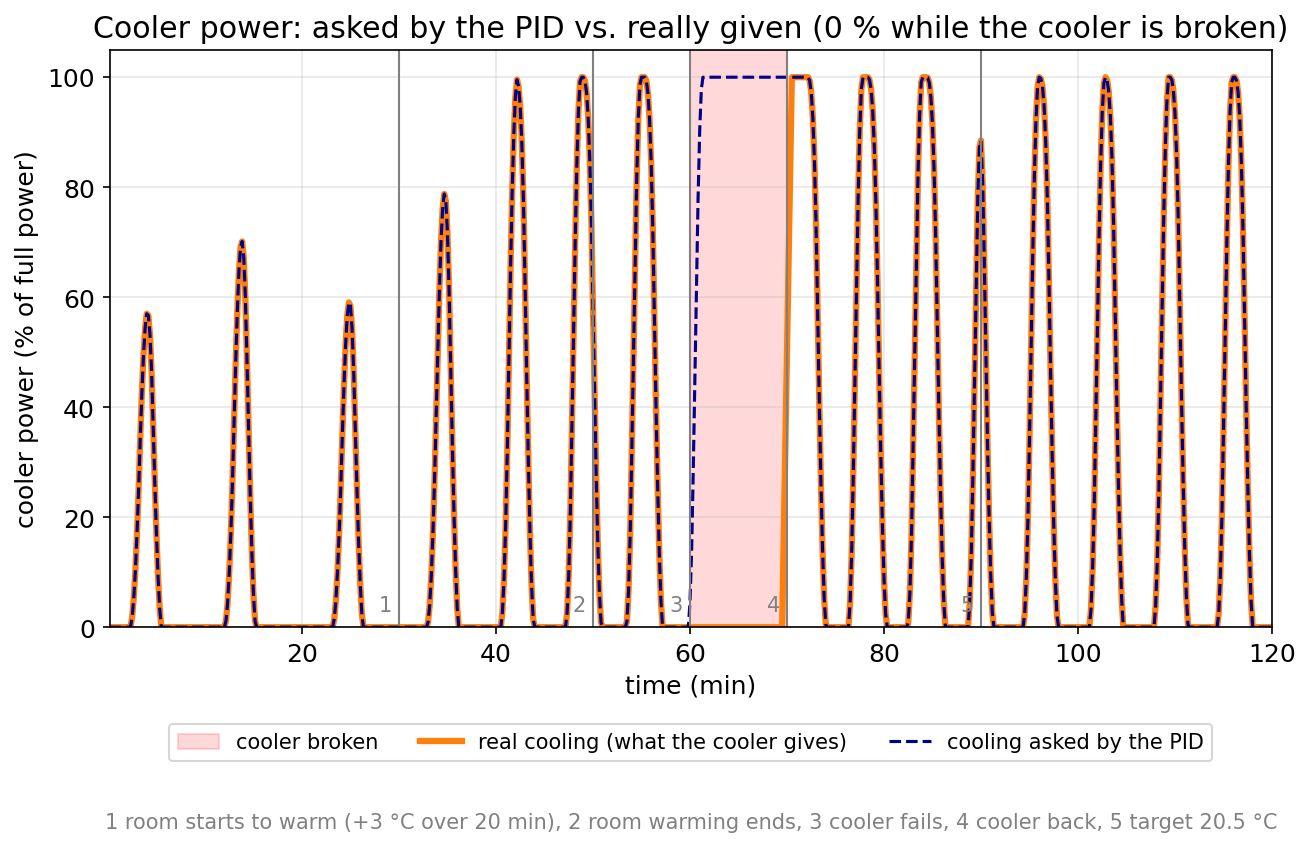 Cooler power: asked by the PID vs. really given (0 % while the cooler is broken)
cooler power (% of full power)
100
80
60
40
20
0
1
2
3
4
5
20
40
60
80
100
120
time (min)
cooler broken
real cooling (what the cooler gives)
cooling asked by the PID
1 room starts to warm (+3 °C over 20 min), 2 room warming ends, 3 cooler fails, 4 cooler back, 5 target 20.5 °C